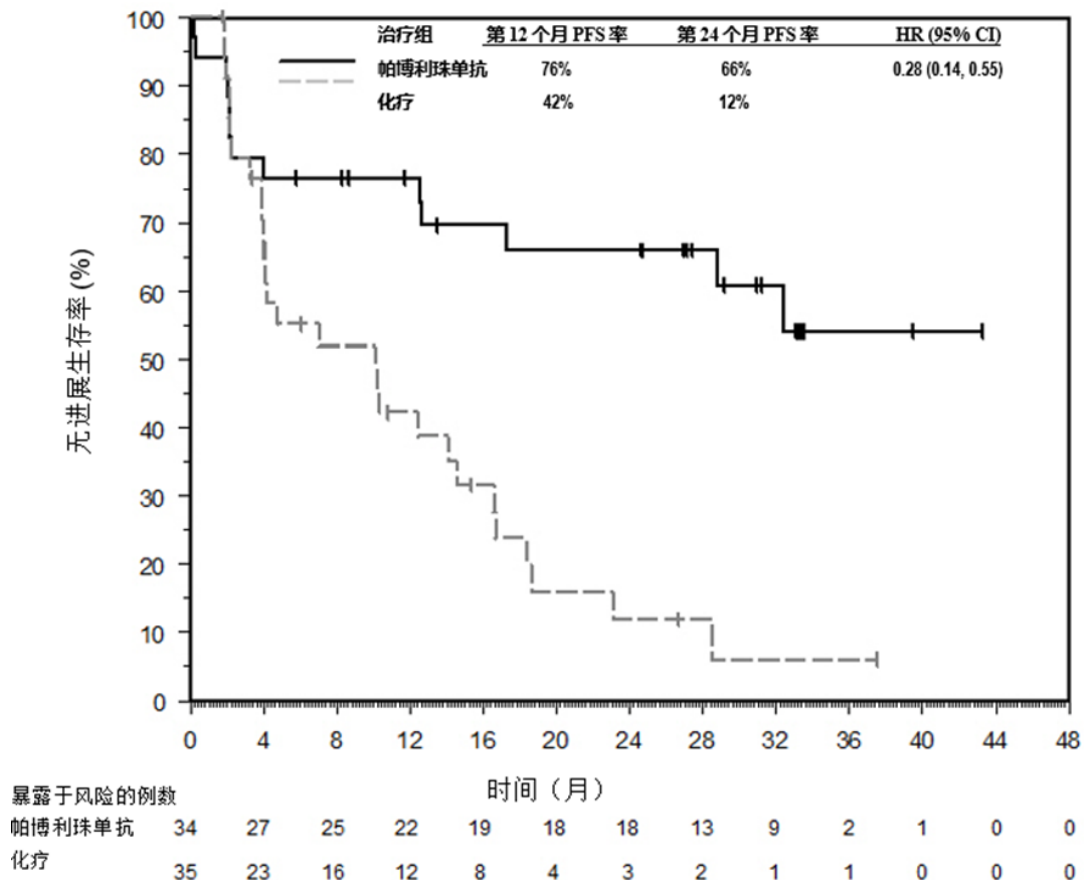 治疗组 第 12 个月 PFS 率 第 24 个月 PFS 率 HR (95% CI)
帕博利珠单抗 76% 66% 0.28 (0.14, 0.55)
化疗 42% 12%
100
90
80
70
60
50
40
30
20
10
0
无进展生存率(%)
0 4 8 12 16 20 24 28 32 36 40 44 48
时间（月）
暴露于风险的例数
帕博利珠单抗 34 27 25 22 19 18 18 13 9 2 1 0 0
化疗 35 23 16 12 8 4 3 2 1 1 0 0 0